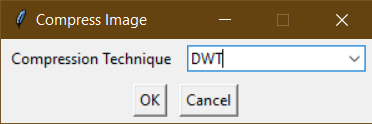 Compress Image
Compression Technique DWT
OK Cancel